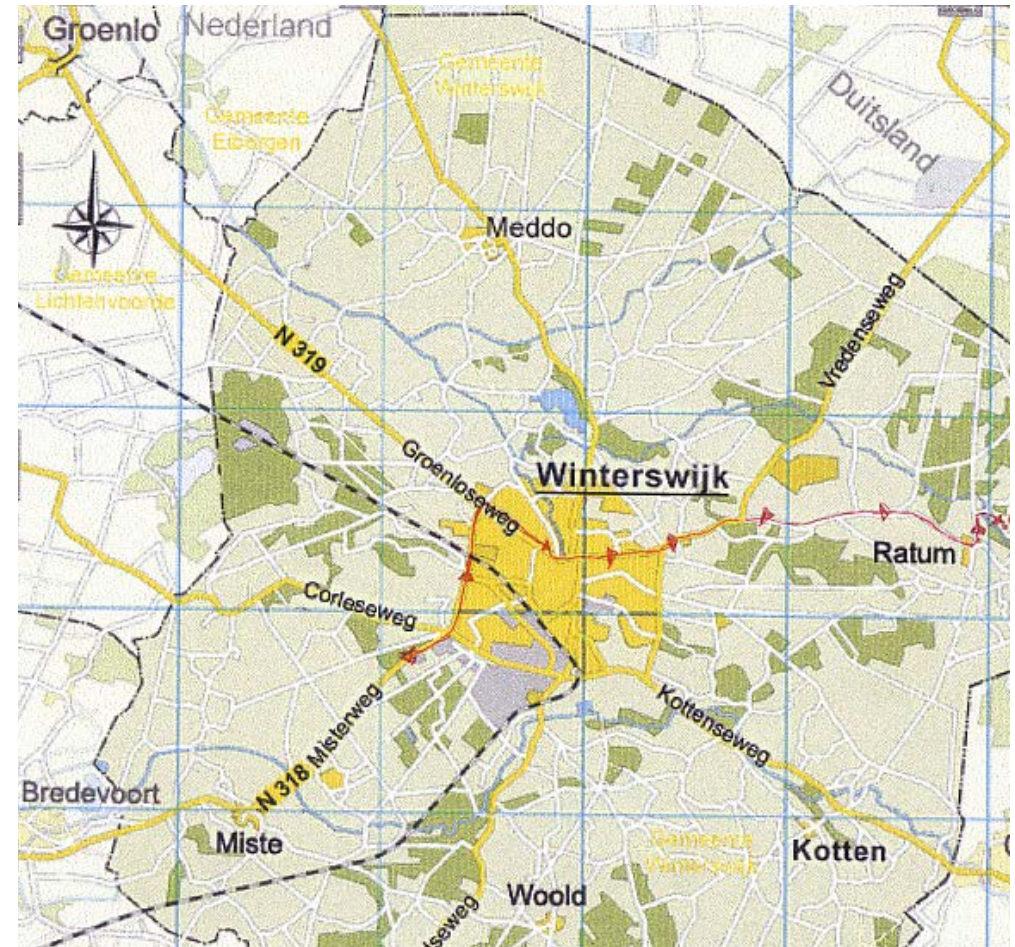 Groenlo
Nederland
Gemeente
Winterswijk
Gemeente
Eibergen
Duitsland
Meddo
Gemeente
Lichtenvoorde
N 319
Vredenseweg
Groenloseweg
Winterswijk
Ratum
Corleseweg
Kottenseweg
N 318 Misterweg
Bredevoort
Miste
Gemeente
Winterswijk
Kotten
Woold